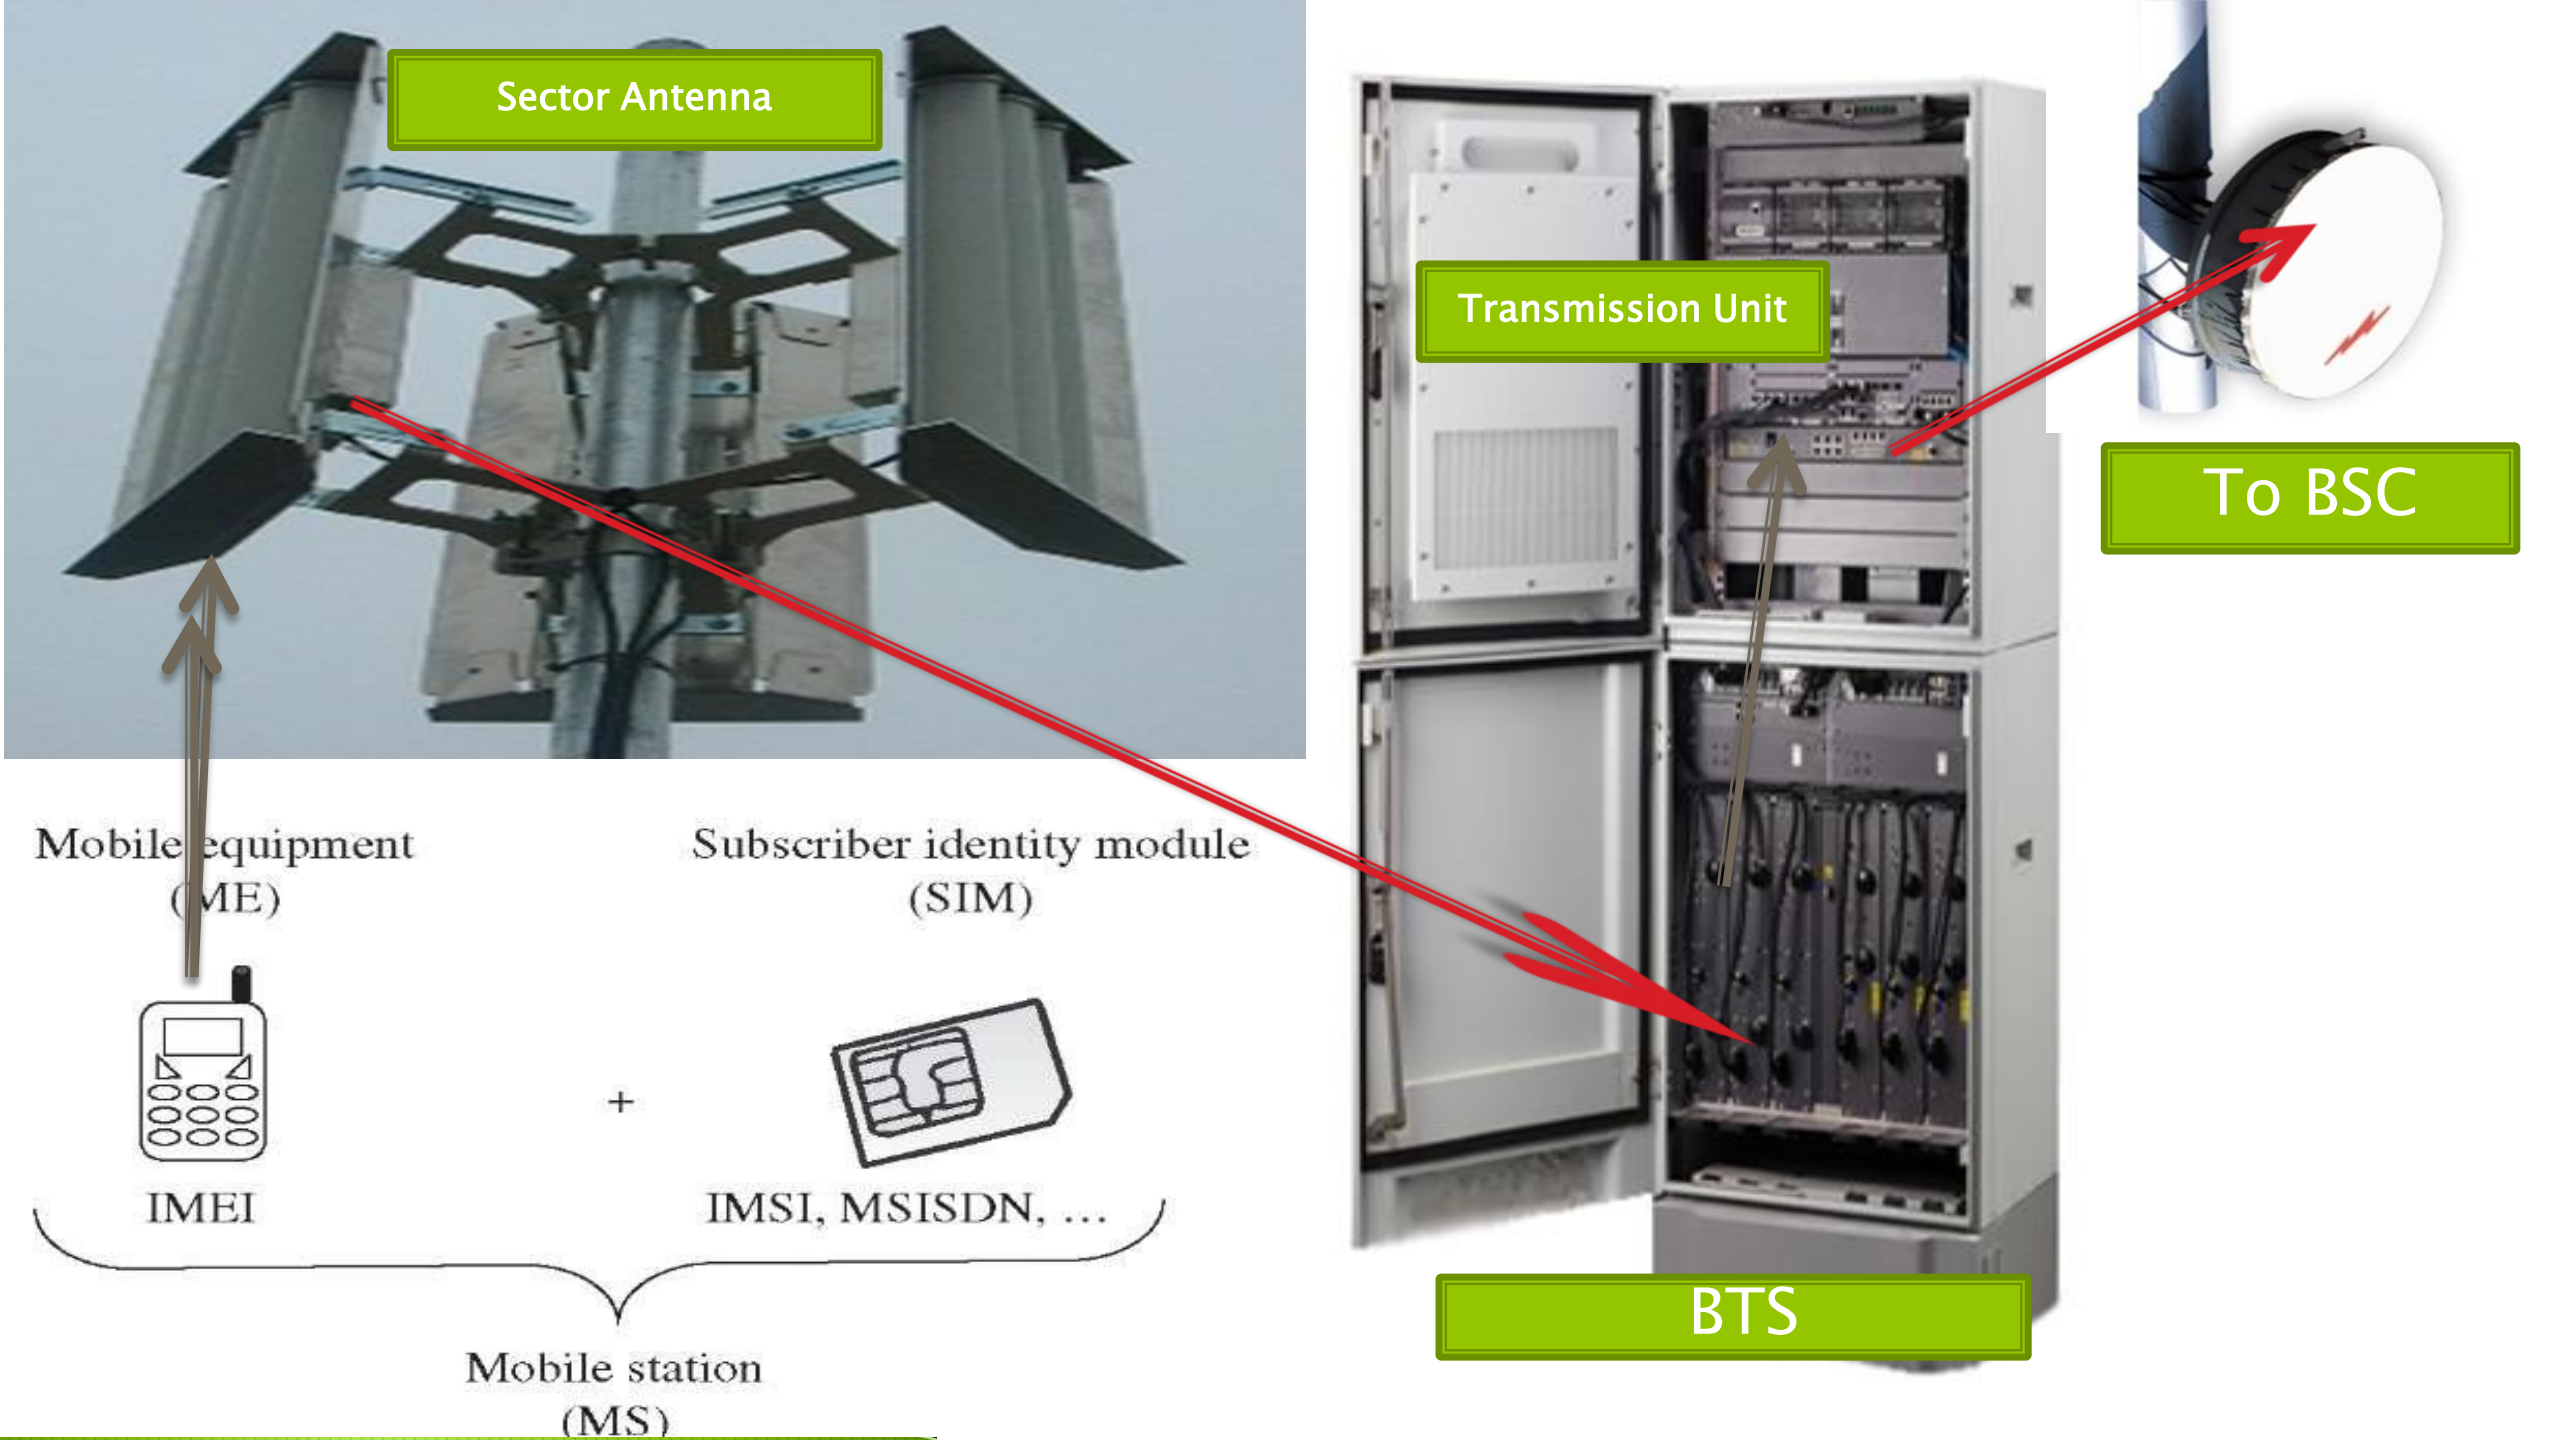 Sector Antenna
Transmission Unit
To BSC
Mobile equipment
(ME)
Subscriber identity module
(SIM)
+
IMEI
IMSI, MSISDN, ...
Mobile station
(MS)
BTS